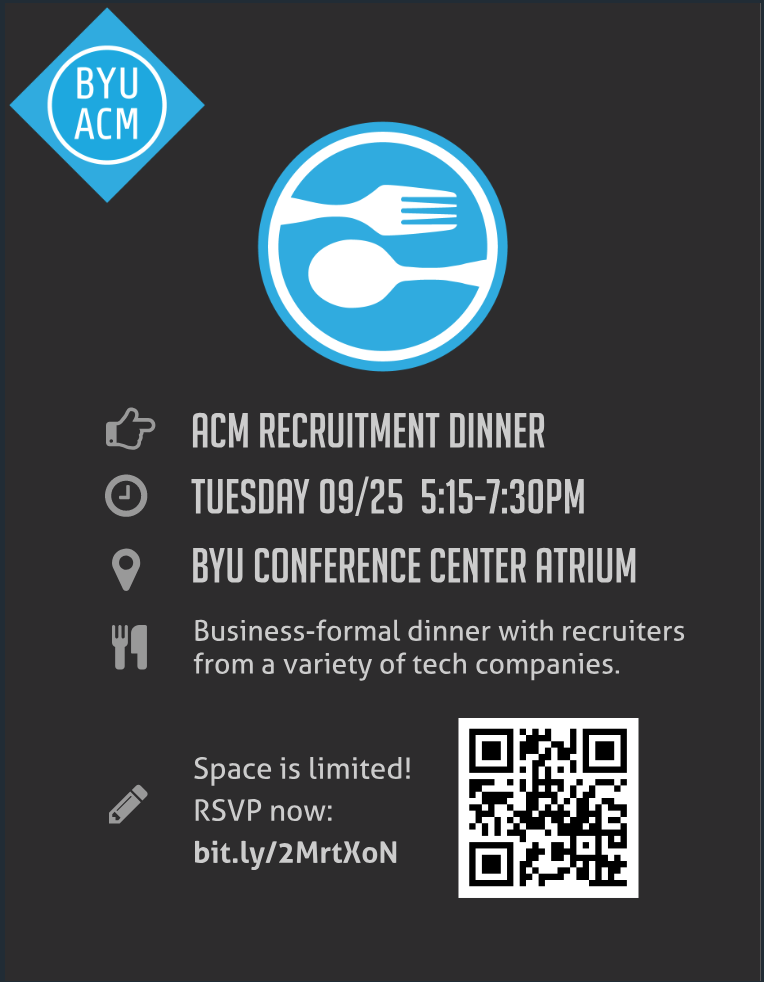 BYU
ACM
ACM RECRUITMENT DINNER
TUESDAY 09/25 5:15-7:30PM
BYU CONFERENCE CENTER ATRIUM
Business-formal dinner with recruiters
from a variety of tech companies.
Space is limited!
RSVP now:
bit.ly/2MrtXoN